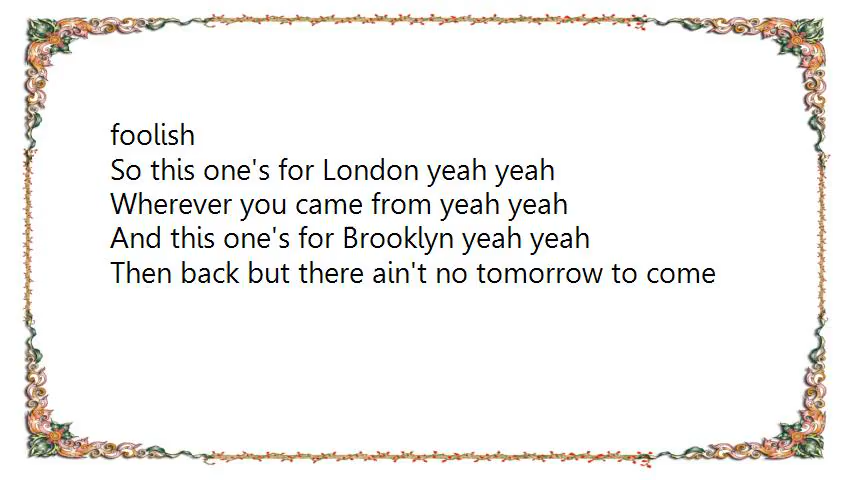 foolish
So this one's for London yeah yeah
Wherever you came from yeah yeah
And this one's for Brooklyn yeah yeah
Then back but there ain't no tomorrow to come